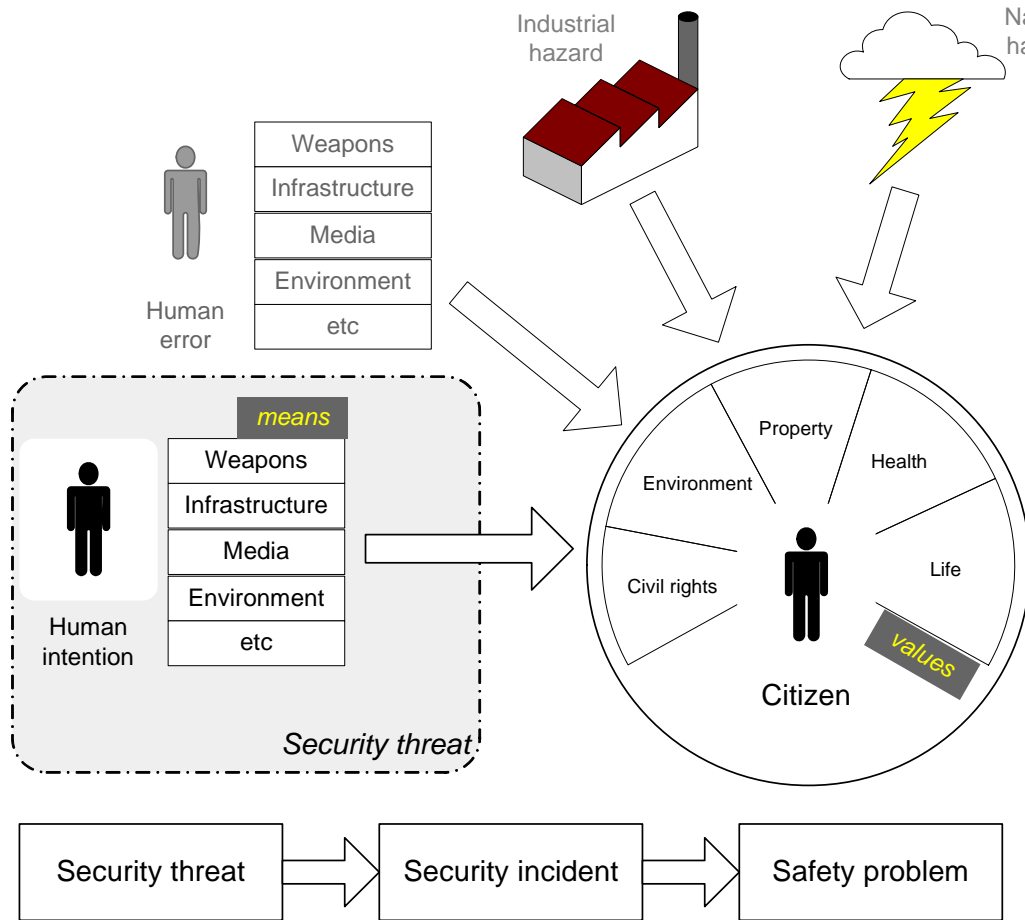 Industrial
hazard
Weapons
Infrastructure
Media
Environment
etc
Human
error
means
Weapons
Infrastructure
Media
Environment
etc
Human
intention
Security threat
Property
Health
Environment
Life
Civil rights
values
Citizen
Security threat
Security incident
Safety problem